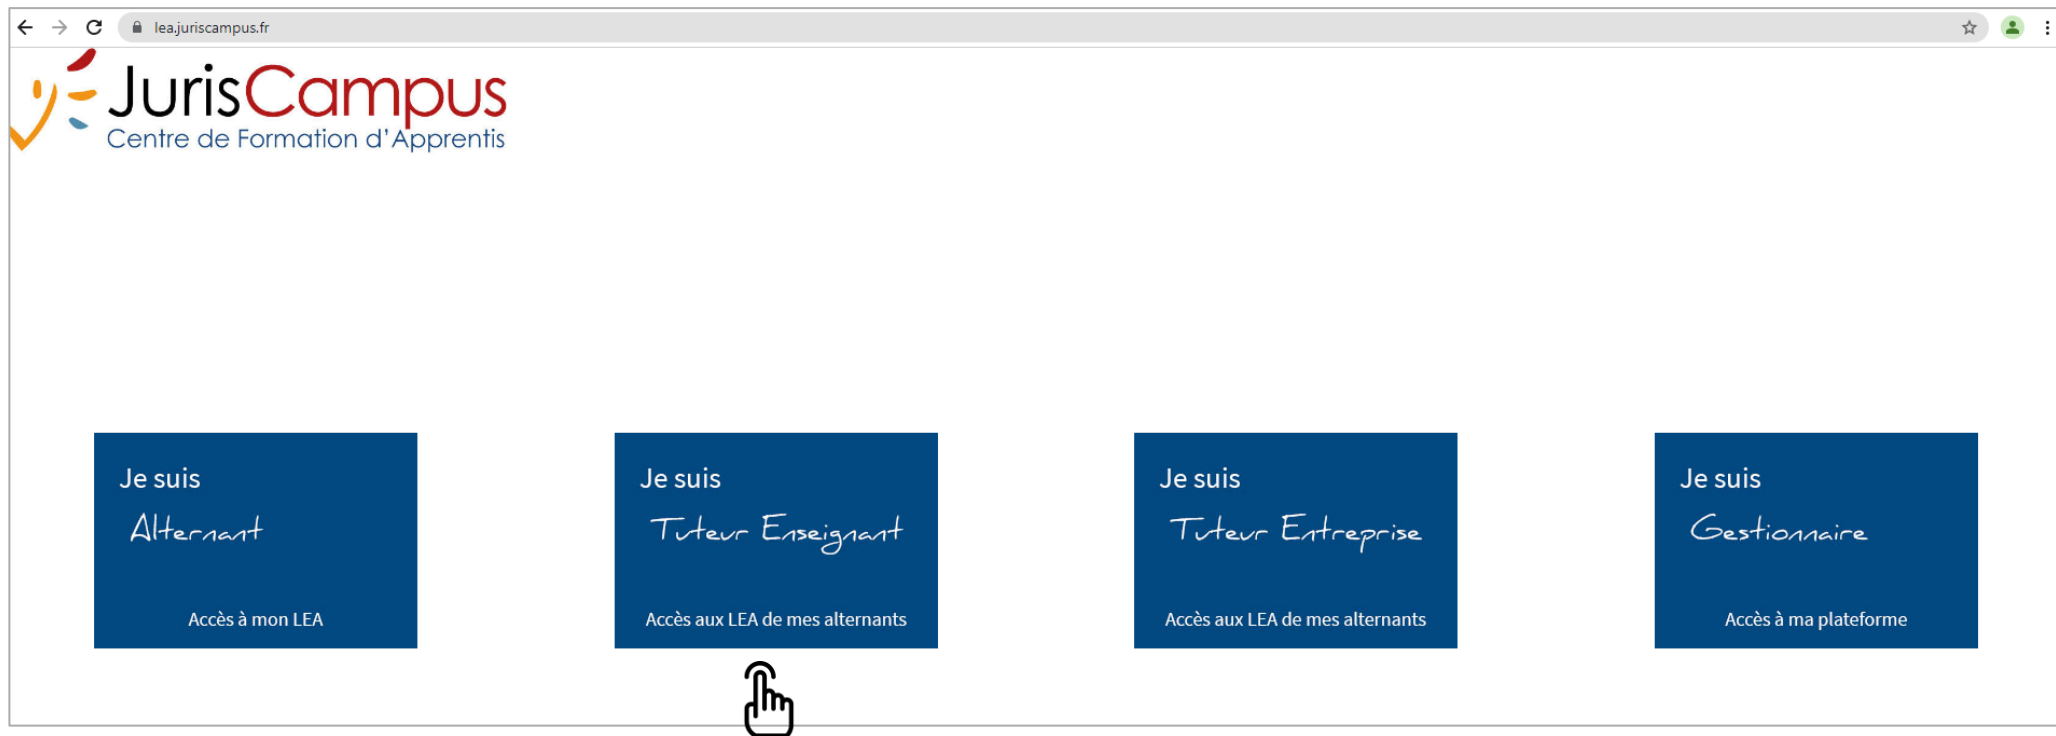 lea.juriscampus.fr
JurisCampus
Centre de Formation d'Apprentis
Je suis
Alternant
Accès à mon LEA
Je suis
Tuteur Enseignant
Accès aux LEA de mes alternants
Je suis
Tuteur Entreprise
Accès aux LEA de mes alternants
Je suis
Gestionnaire
Accès à ma plateforme